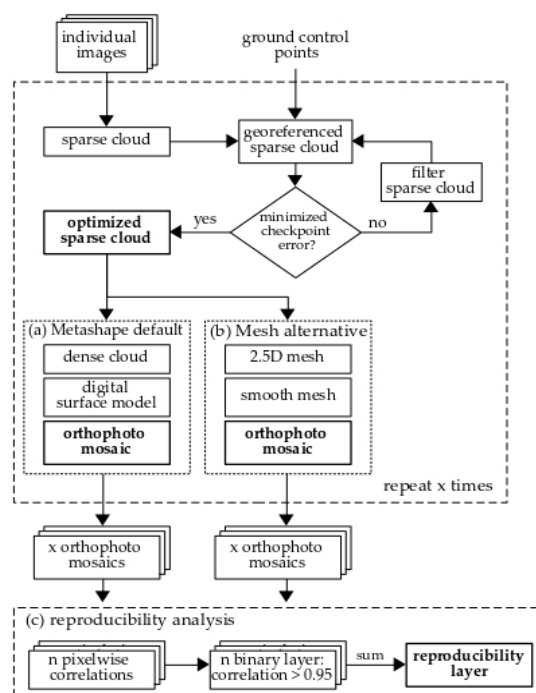 individual
images
ground control
points
sparse cloud
georeferenced
sparse cloud
filter
sparse cloud
optimized
sparse cloud
yes
minimized
checkpoint
error?
no
(a) Metashape default
dense cloud
digital
surface model
orthophoto
mosaic
(b) Mesh alternative
2.5D mesh
smooth mesh
orthophoto
mosaic
repeat x times
x orthophoto
mosaics
x orthophoto
mosaics
(c) reproducibility analysis
n pixelwise
correlations
n binary layer:
correlation > 0.95
sum
reproducibility
layer